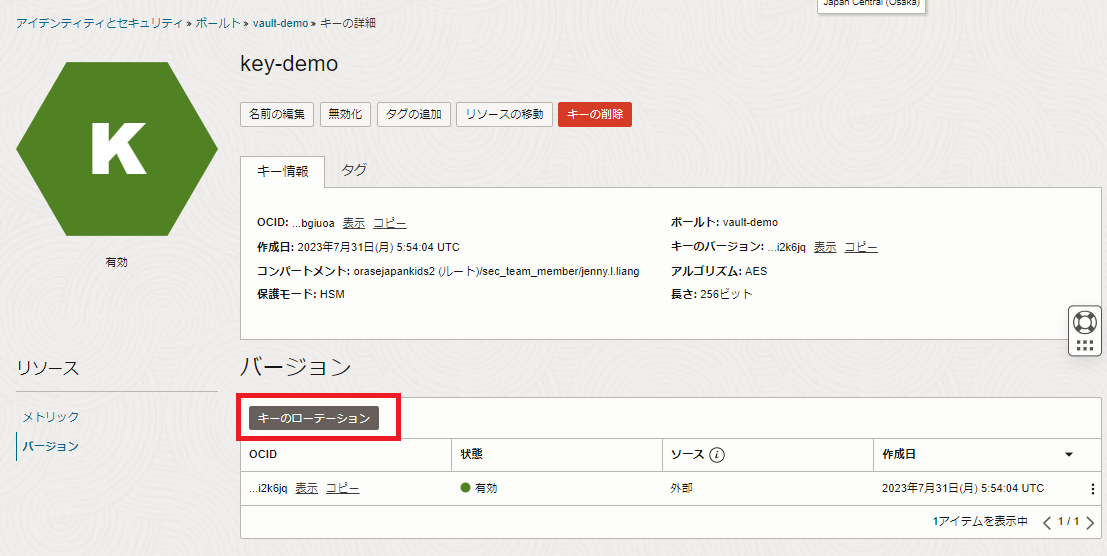 Japan Central (Osaka)
アイデンティティとセキュリティ » ボールト » vault-demo » キーの詳細
K
有効
key-demo
名前の編集 無効化 タグの追加 リソースの移動 キーの削除
キー情報 タグ
OCID: ...bgiuoa 表示 コピー
作成日: 2023年7月31日(月) 5:54:04 UTC
コンパートメント: orasejapankids2 (ルート)/sec_team_member/jenny.l.liang
保護モード: HSM
ボールト: vault-demo
キーのバージョン: ...i2k6jq 表示 コピー
アルゴリズム: AES
長さ: 256ビット
リソース
メトリック
バージョン
バージョン
キーのローテーション
OCID 状態 ソース i 作成日
...i2k6jq 表示 コピー 有効 外部 2023年7月31日(月) 5:54:04 UTC
1アイテムを表示中 < 1 / 1 >